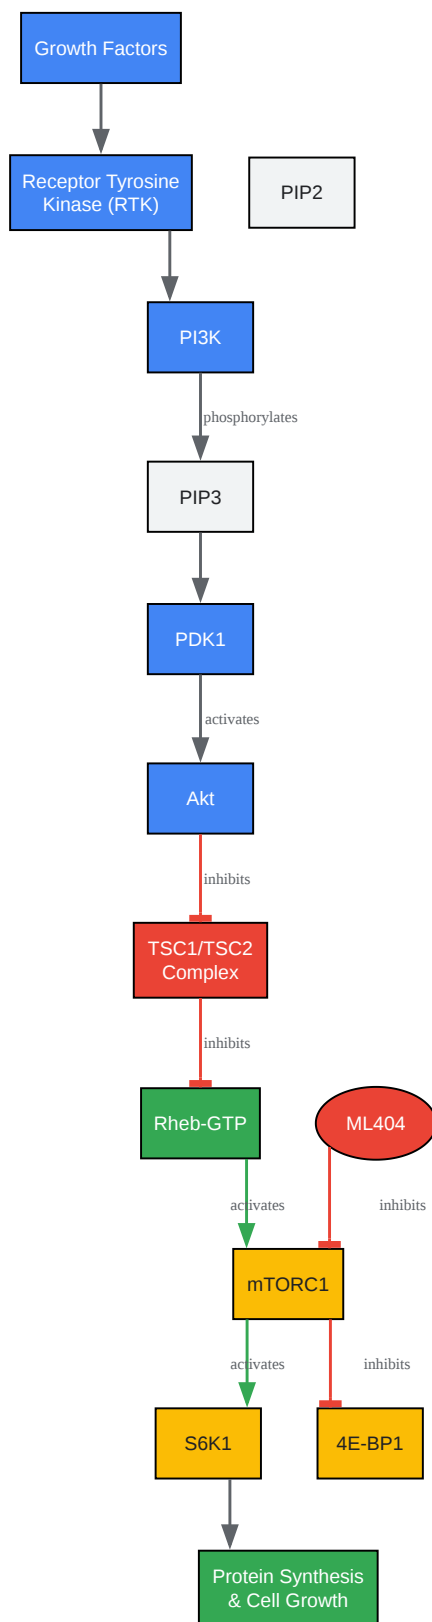 Growth Factors
Receptor Tyrosine
Kinase (RTK)
PIP2
PI3K
phosphorylates
PIP3
PDK1
activates
Akt
inhibits
TSC1/TSC2
Complex
inhibits
Rheb-GTP
ML404
activates
inhibits
mTORC1
activates
inhibits
S6K1
4E-BP1
Protein Synthesis
& Cell Growth